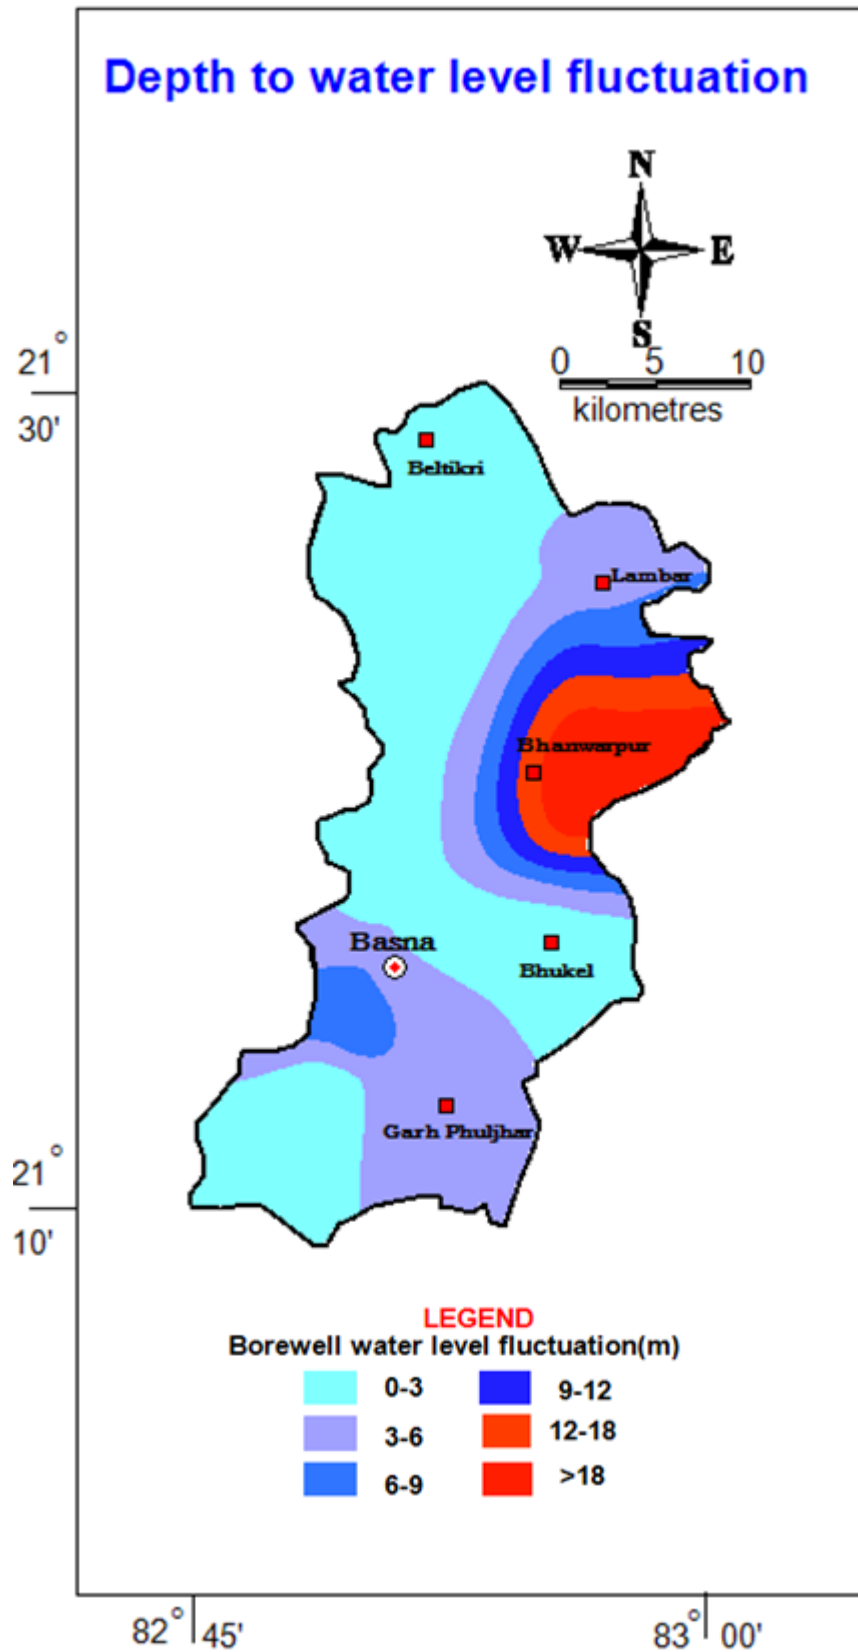 Depth to water level fluctuation
N
W E
S
0 5 10
kilometres
21°
30'
Beltikri
Lambar
Bhanwarpur
Basna
Bhukel
Garh Phuljhar
21°
10'
LEGEND
Borewell water level fluctuation(m)
0-3 9-12
3-6 12-18
6-9 >18
82° 45' 83° 00'